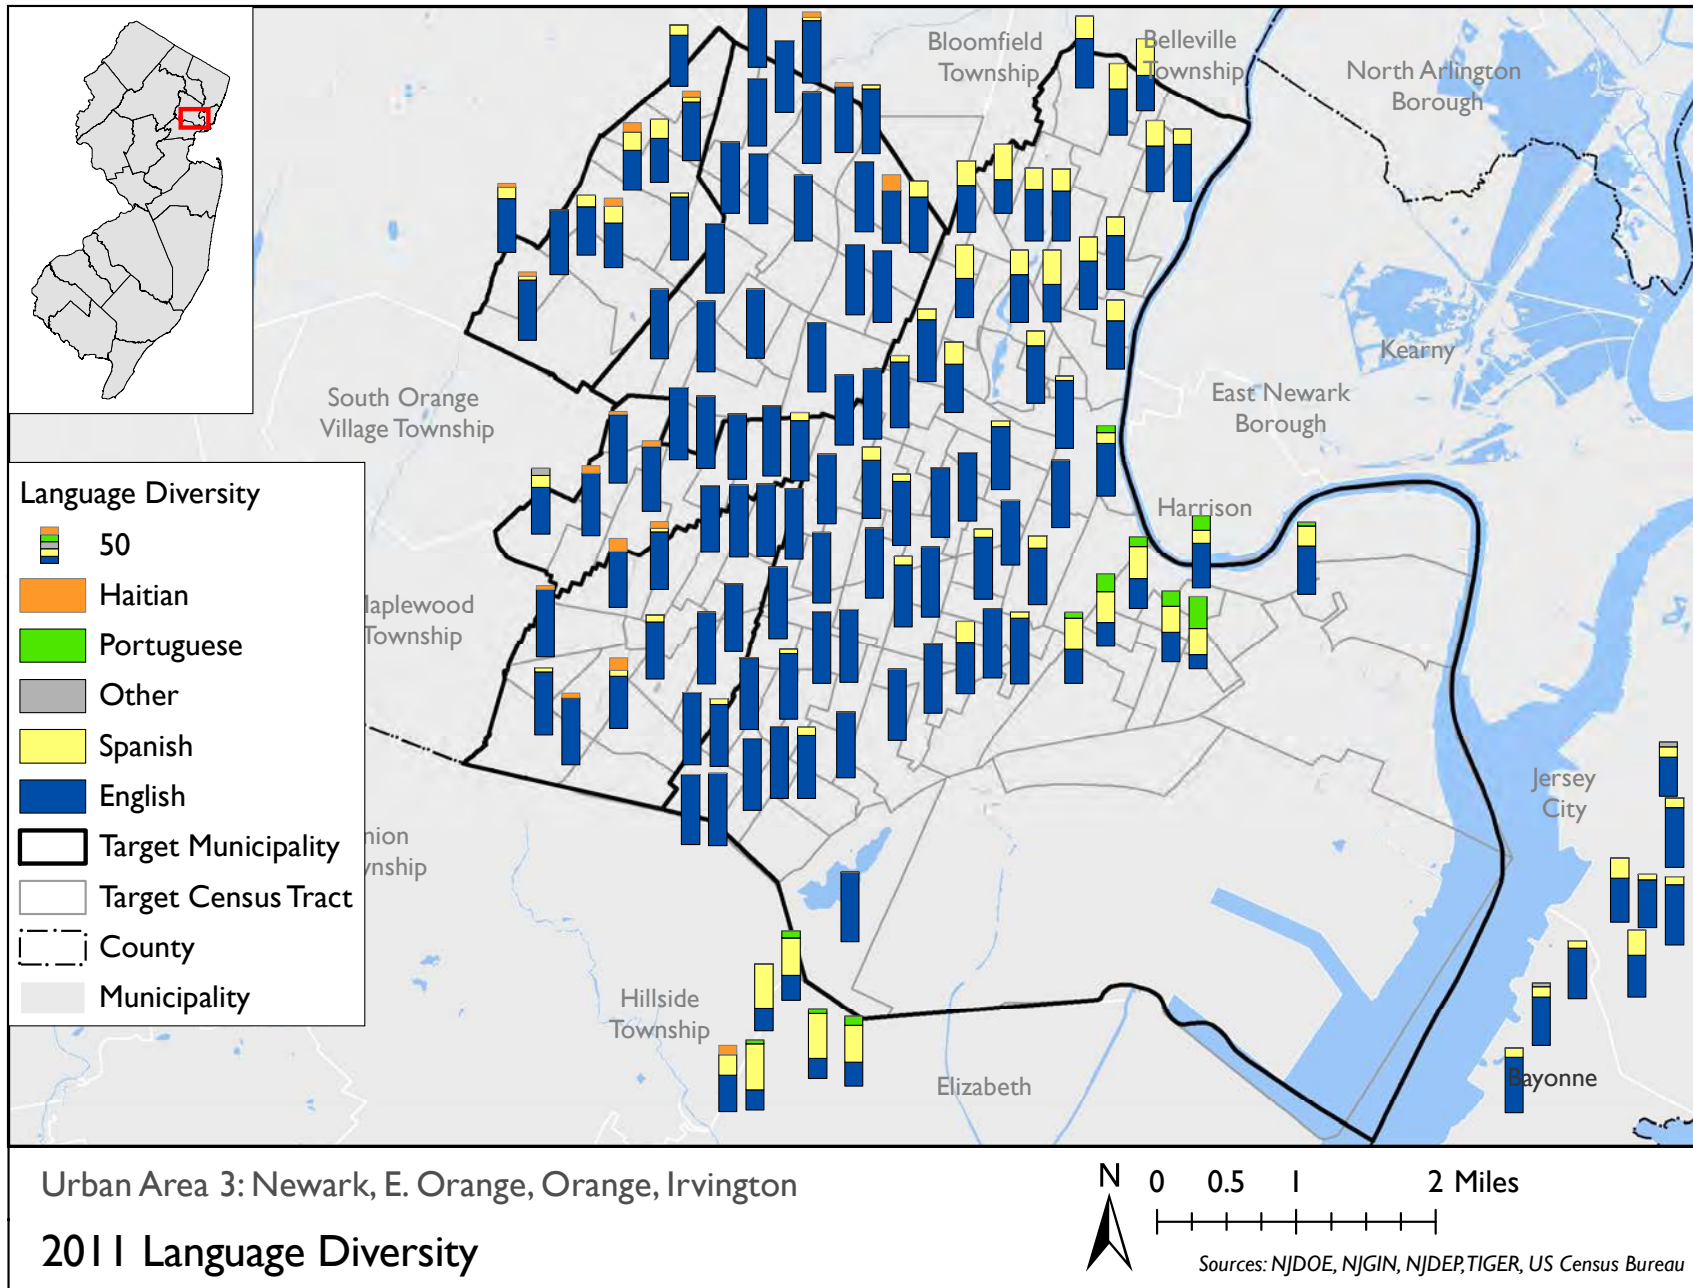 Bloomfield
Township
Belleville
Township
North Arlington
Borough
Kearny
East Newark
Borough
South Orange
Village Township
Harrison
Language Diversity
50
Haitian
Portuguese
Other
Spanish
English
Target Municipality
Target Census Tract
County
Municipality
aplewood
Township
nion
wnship
Jersey
City
Hillside
Township
Elizabeth
Bayonne
Urban Area 3: Newark, E. Orange, Orange, Irvington
2011 Language Diversity
N
0 0.5 1 2 Miles
Sources: NJDOE, NJGIN, NJDEP, TIGER, US Census Bureau